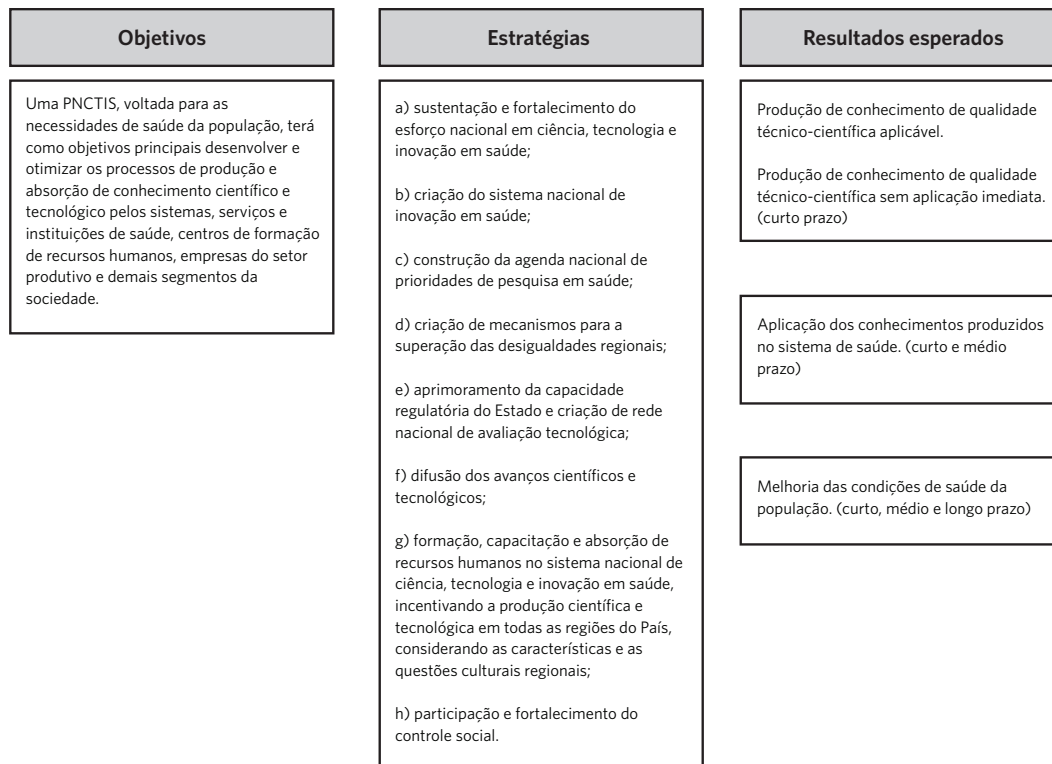 Objetivos
Uma PNCTIS, voltada para as
necessidades de saúde da população, terá
como objetivos principais desenvolver e
otimizar os processos de produção e
absorção de conhecimento científico e
tecnológico pelos sistemas, serviços e
instituições de saúde, centros de formação
de recursos humanos, empresas do setor
produtivo e demais segmentos da
sociedade.
Estratégias
a) sustentação e fortalecimento do
esforço nacional em ciência, tecnologia e
inovação em saúde;
b) criação do sistema nacional de
inovação em saúde;
c) construção da agenda nacional de
prioridades de pesquisa em saúde;
d) criação de mecanismos para a
superação das desigualdades regionais;
e) aprimoramento da capacidade
regulatória do Estado e criação de rede
nacional de avaliação tecnológica;
f) difusão dos avanços científicos e
tecnológicos;
g) formação, capacitação e absorção de
recursos humanos no sistema nacional de
ciência, tecnologia e inovação em saúde,
incentivando a produção científica e
tecnológica em todas as regiões do País,
considerando as características e as
questões culturais regionais;
h) participação e fortalecimento do
controle social.
Resultados esperados
Produção de conhecimento de qualidade
técnico-científica aplicável.
Produção de conhecimento de qualidade
técnico-científica sem aplicação imediata.
(curto prazo)
Aplicação dos conhecimentos produzidos
no sistema de saúde. (curto e médio
prazo)
Melhoria das condições de saúde da
população. (curto, médio e longo prazo)